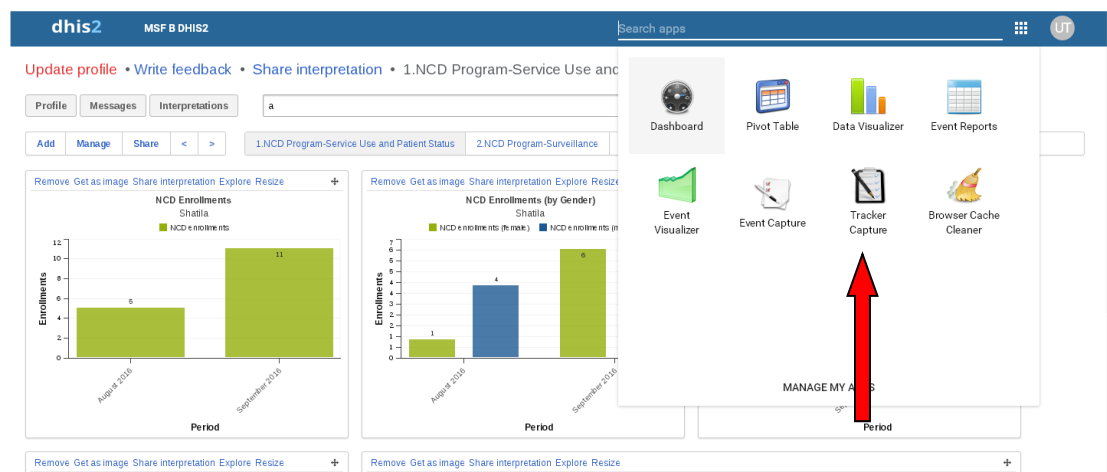 dhis2 MSF B DHIS2 Search apps UT
Update profile • Write feedback • Share interpretation • 1.NCD Program-Service Use and
Profile Messages Interpretations a
Add Manage Share < > 1.NCD Program-Service Use and Patient Status 2.NCD Program-Surveillance
Dashboard Pivot Table Data Visualizer Event Reports
Event Visualizer Event Capture Tracker Capture Browser Cache Cleaner
MANAGE MY APPS
Remove Get as image Share interpretation Explore Resize
NCD Enrollments
Shatila
NCD enrollments
Enrollments
12
10
8
6
4
2
0
5
11
August 2016
September 2016
Period
Remove Get as image Share interpretation Explore Resize
NCD Enrollments (by Gender)
Shatila
NCD enrollments (female) NCD enrollments (m
Enrollments
7
6
5
5
4
3
2
2
1
1
0
1
4
6
August 2016
September 2016
Period
Se
Period
Remove Get as image Share interpretation Explore Resize
Remove Get as image Share interpretation Explore Resize